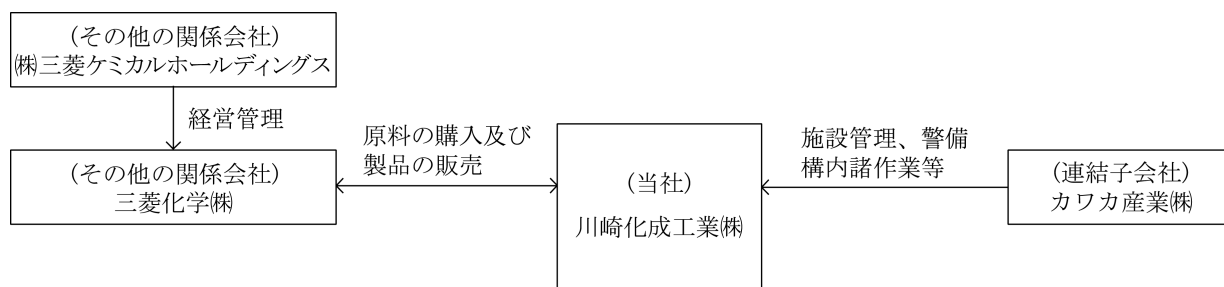 (その他の関係会社)
㈱三菱ケミカルホールディングス
経営管理
(その他の関係会社)
三菱化学㈱
原料の購入及び
製品の販売
(当社)
川崎化成工業㈱
施設管理、警備
構内諸作業等
(連結子会社)
カワカ産業㈱